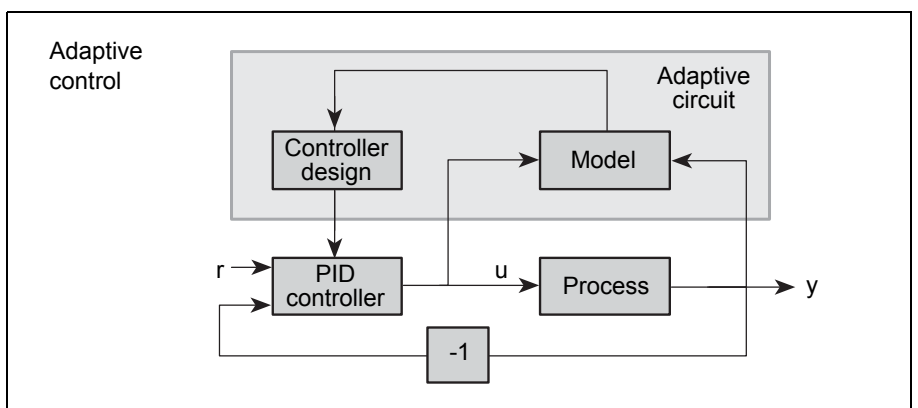 Adaptive
control
Adaptive
circuit
Controller
design
Model
r
PID
controller
u
Process
y
-1